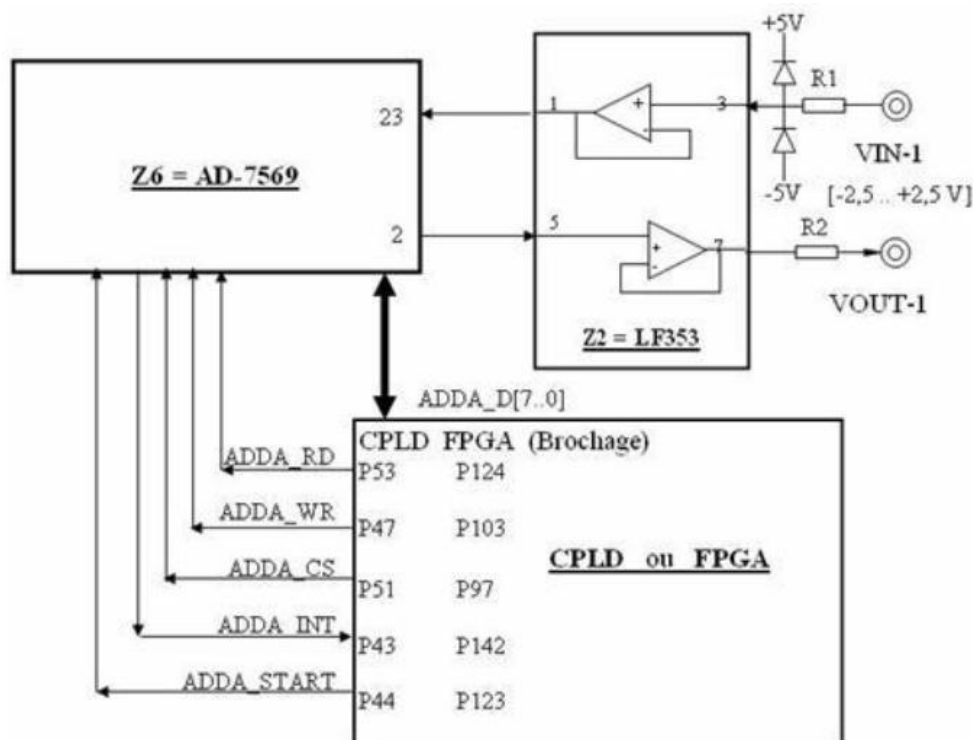 +5V
R1
23
1
+
-
3
VIN-1
Z6 = AD-7569
-5V
[-2,5 .. +2,5 V]
2
5
+
-
7
R2
VOUT-1
Z2 = LF353
ADDA_D[7..0]
CPLD FPGA (Brochage)
ADDA_RD P53 P124
ADDA_WR P47 P103
CPLD ou FPGA
ADDA_CS P51 P97
ADDA INT P43 P142
ADDA_START P44 P123